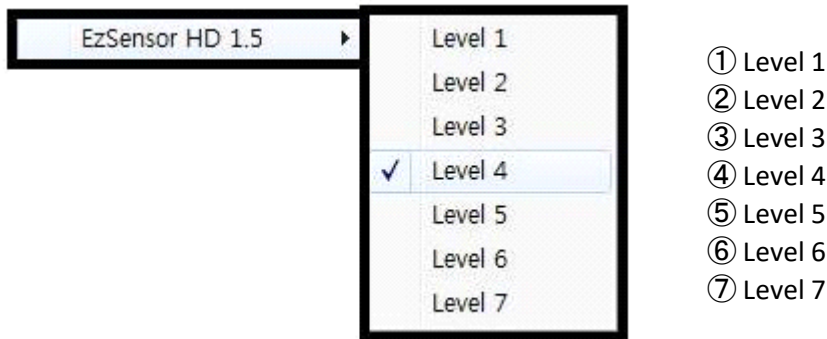 EzSensor HD 1.5
Level 1
Level 2
Level 3
✓ Level 4
Level 5
Level 6
Level 7
① Level 1
② Level 2
③ Level 3
④ Level 4
⑤ Level 5
⑥ Level 6
⑦ Level 7